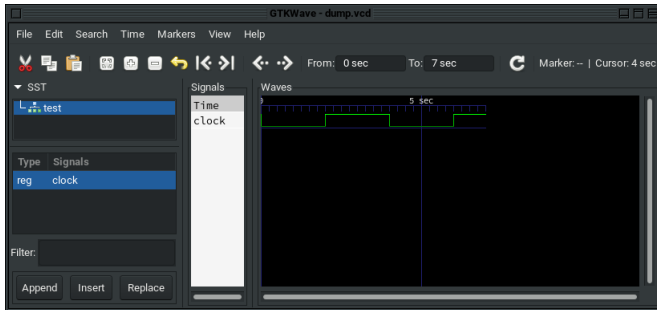 GTKWave - dump.vcd
File Edit Search Time Markers View Help
From: 0 sec To: 7 sec Marker: -- | Cursor: 4 sec
SST
test
Type Signals
reg clock
Filter:
Append Insert Replace
Signals
Time
clock
Waves
5 sec